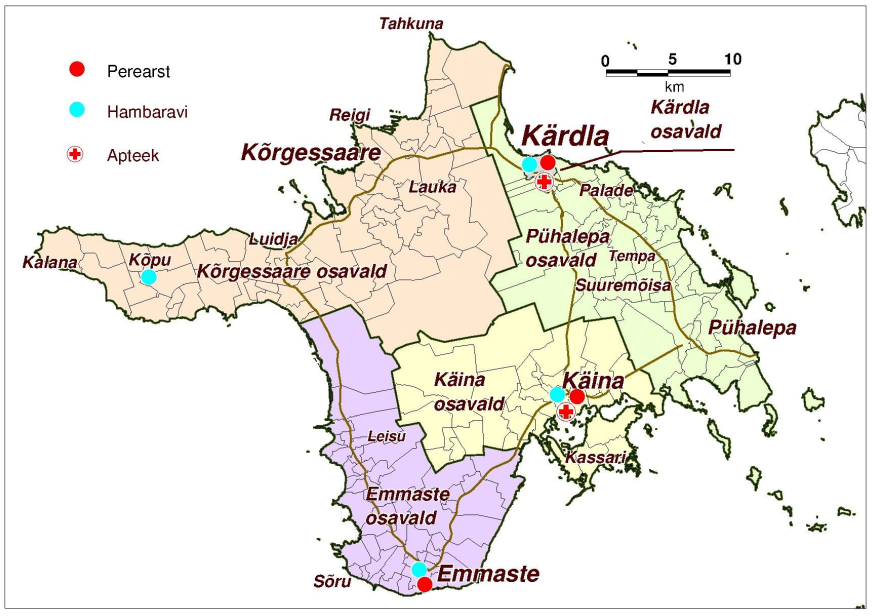 Tahkuna
Perearst
Hambaravi
Apteek
0 5 10
km
Kärdla
osavald
Reigi
Kärdla
Kõrgessaare
Lauka
Palade
Luidja
Pühalepa
osavald
Tempa
Kalana
Kõpu
Kõrgessaare osavald
Suuremõisa
Pühalepa
Käina
osavald
Käina
Leisu
Kassari
Emmaste
osavald
Sõru
Emmaste